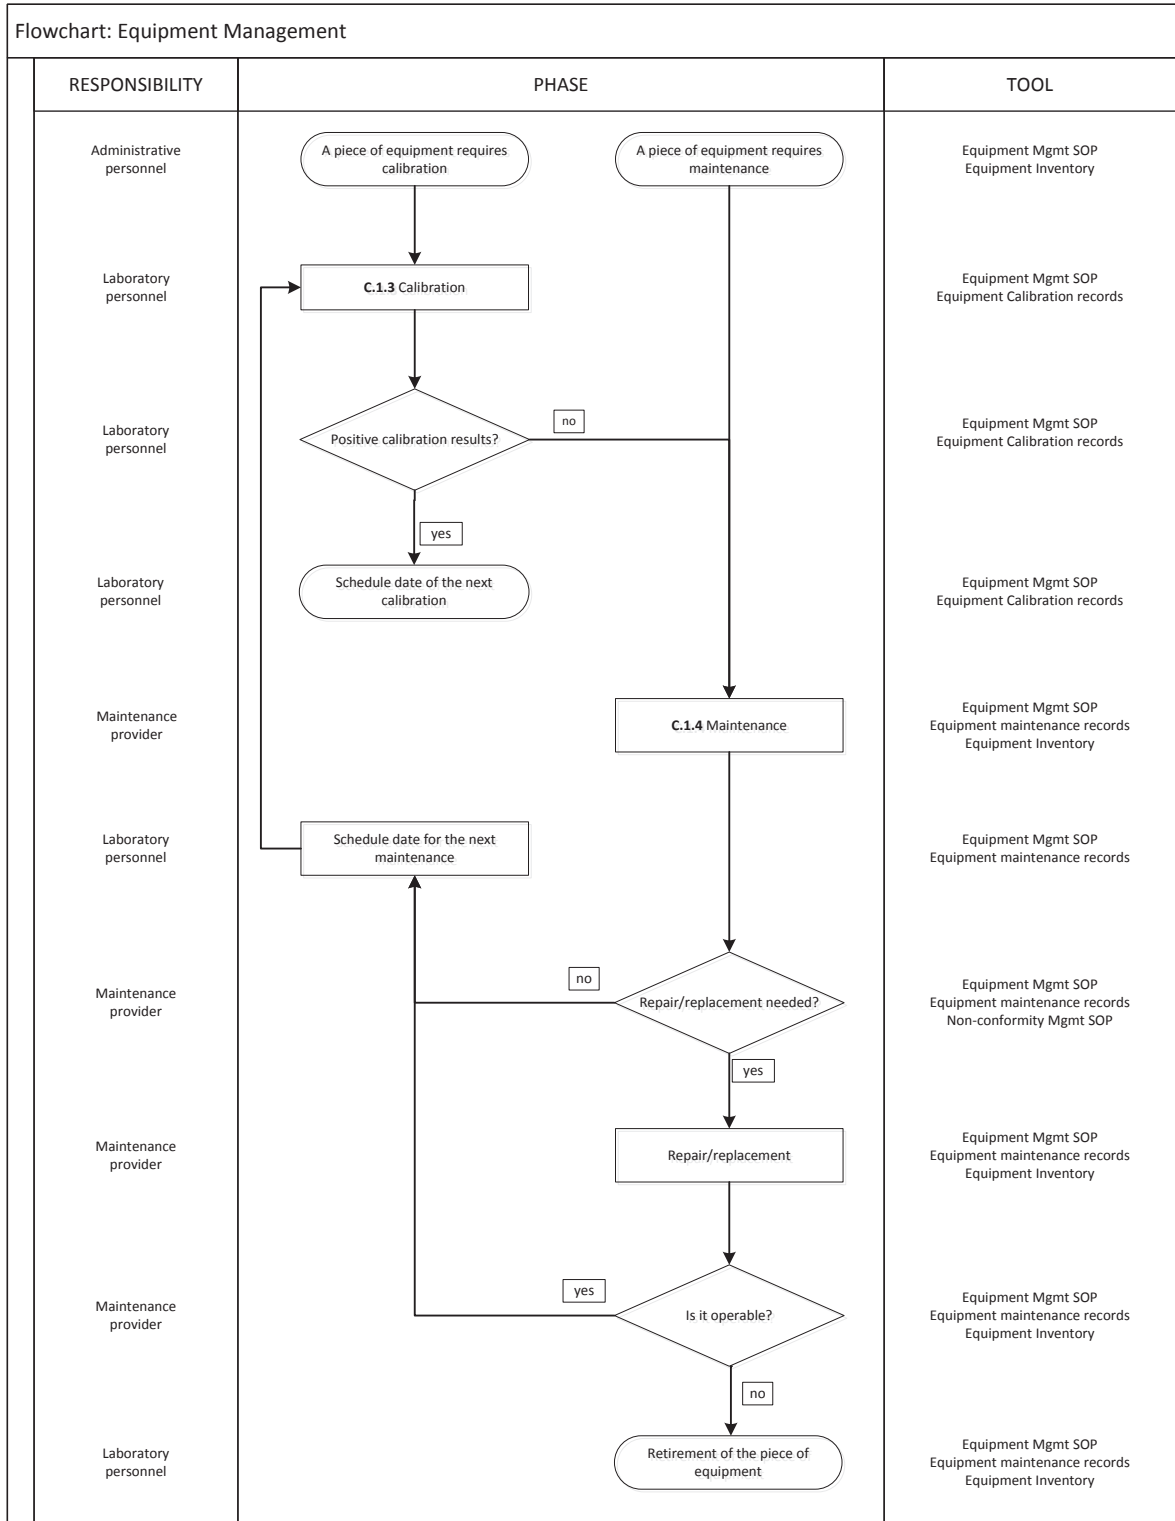 Flowchart: Equipment Management
RESPONSIBILITY
PHASE
TOOL
Administrative
personnel
A piece of equipment requires
calibration
A piece of equipment requires
maintenance
Equipment Mgmt SOP
Equipment Inventory
Laboratory
personnel
C.1.3 Calibration
Equipment Mgmt SOP
Equipment Calibration records
Laboratory
personnel
Positive calibration results?
no
Equipment Mgmt SOP
Equipment Calibration records
yes
Laboratory
personnel
Schedule date of the next
calibration
Equipment Mgmt SOP
Equipment Calibration records
Maintenance
provider
C.1.4 Maintenance
Equipment Mgmt SOP
Equipment maintenance records
Equipment Inventory
Laboratory
personnel
Schedule date for the next
maintenance
Equipment Mgmt SOP
Equipment maintenance records
Maintenance
provider
no
Repair/replacement needed?
Equipment Mgmt SOP
Equipment maintenance records
Non-conformity Mgmt SOP
yes
Maintenance
provider
Repair/replacement
Equipment Mgmt SOP
Equipment maintenance records
Equipment Inventory
Maintenance
provider
yes
Is it operable?
Equipment Mgmt SOP
Equipment maintenance records
Equipment Inventory
no
Laboratory
personnel
Retirement of the piece of
equipment
Equipment Mgmt SOP
Equipment maintenance records
Equipment Inventory